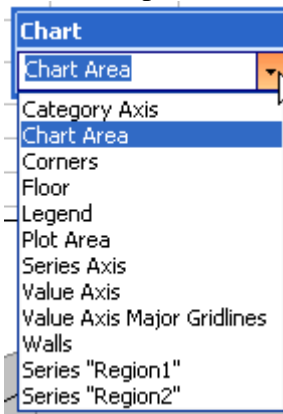 Chart
Chart Area
Category Axis
Chart Area
Corners
Floor
Legend
Plot Area
Series Axis
Value Axis
Value Axis Major Gridlines
Walls
Series "Region1"
Series "Region2"